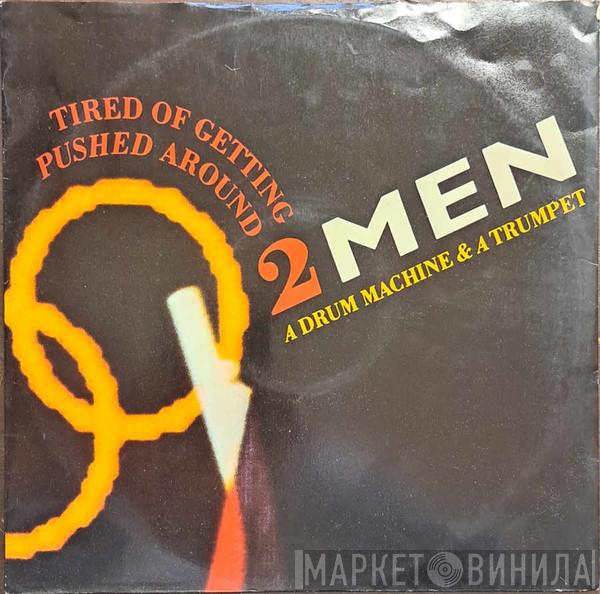 TIRED OF GETTING
PUSHED AROUND
2 MEN
A DRUM MACHINE & A TRUMPET
МАРКЕТ ВИНИЛА